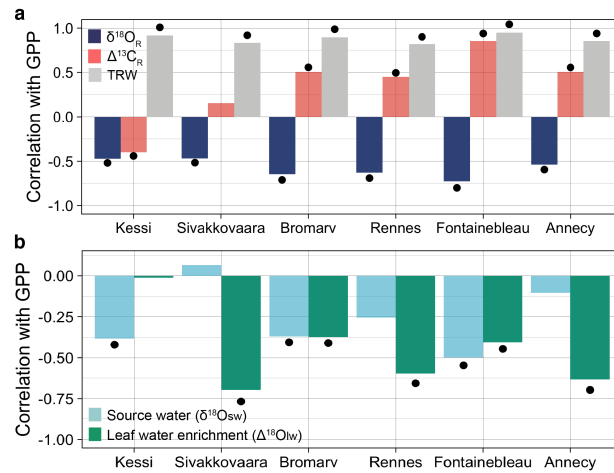 a
Correlation with GPP
1.0
0.5
0.0
-0.5
-1.0
δ¹⁸O_R
Δ¹³C_R
TRW
Kessi Sivakkovaara Bromarv Rennes Fontainebleau Annecy
b
Correlation with GPP
0.00
-0.25
-0.50
-0.75
-1.00
Source water (δ¹⁸Osw)
Leaf water enrichment (Δ¹⁸Olw)
Kessi Sivakkovaara Bromarv Rennes Fontainebleau Annecy